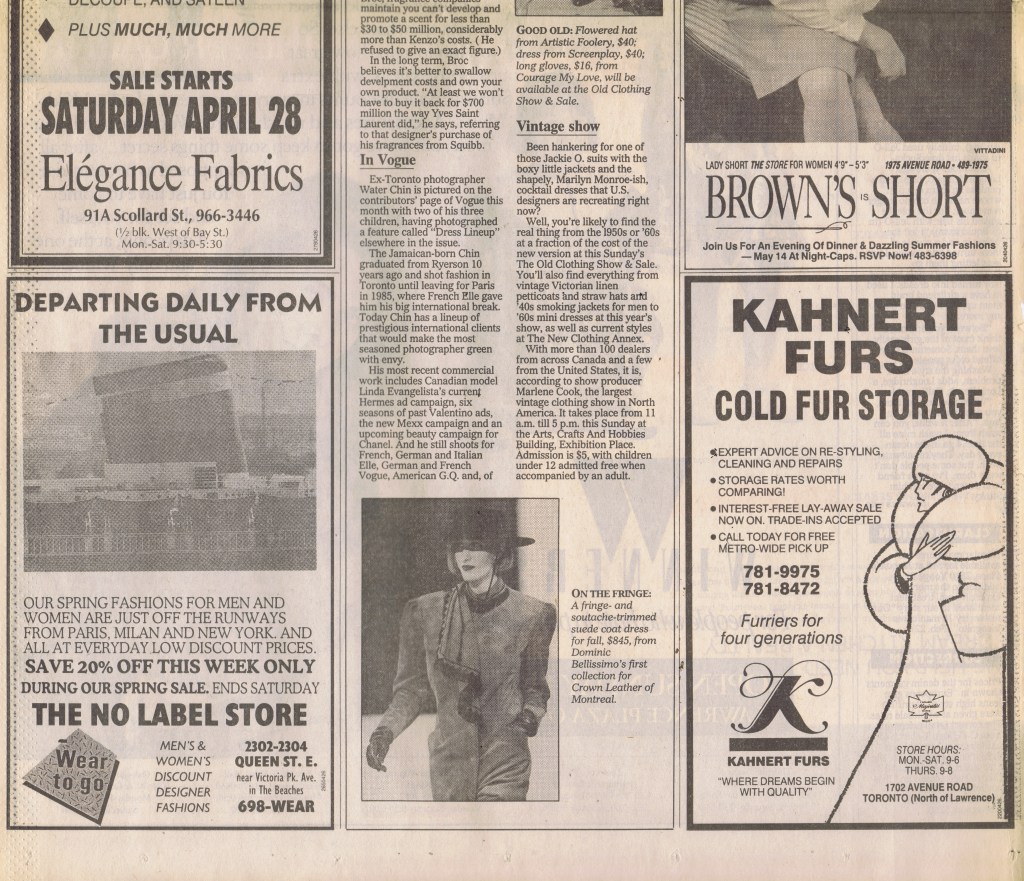 DECOUPE, AND SATEEN
PLUS MUCH, MUCH MORE
SALE STARTS
SATURDAY APRIL 28
Elégance Fabrics
91A Scollard St., 966-3446
(½ blk. West of Bay St.)
Mon.-Sat. 9:30-5:30
DEPARTING DAILY FROM
THE USUAL
OUR SPRING FASHIONS FOR MEN AND
WOMEN ARE JUST OFF THE RUNWAYS
FROM PARIS, MILAN AND NEW YORK. AND
ALL AT EVERYDAY LOW DISCOUNT PRICES.
SAVE 20% OFF THIS WEEK ONLY
DURING OUR SPRING SALE. ENDS SATURDAY
THE NO LABEL STORE
Wear
to go
MEN'S &
WOMEN'S
DISCOUNT
DESIGNER
FASHIONS
2302-2304
QUEEN ST. E.
near Victoria Pk. Ave.
in The Beaches
698-WEAR
Broc, fragrance companies
maintain you can't develop and
promote a scent for less than
$30 to $50 million, considerably
more than Kenzo's costs. ( He
refused to give an exact figure.)
In the long term, Broc
believes it's better to swallow
develpment costs and own your
own product. "At least we won't
have to buy it back for $700
million the way Yves Saint
Laurent did," he says, referring
to that designer's purchase of
his fragrances from Squibb.
In Vogue
Ex-Toronto photographer
Water Chin is pictured on the
contributors' page of Vogue this
month with two of his three
children, having photographed
a feature called "Dress Lineup"
elsewhere in the issue.
The Jamaican-born Chin
graduated from Ryerson 10
years ago and shot fashion in
Toronto until leaving for Paris
in 1985, where French Elle gave
him his big international break.
Today Chin has a lineup of
prestigious international clients
that would make the most
seasoned photographer green
with envy.
His most recent commercial
work includes Canadian model
Linda Evangelista's current
Hermes ad campaign, six
seasons of past Valentino ads,
the new Mexx campaign and an
upcoming beauty campaign for
Chanel. And he still shoots for
French, German and Italian
Elle, German and French
Vogue, American G.Q. and, of
GOOD OLD: Flowered hat
from Artistic Foolery, $40;
dress from Screenplay, $40;
long gloves, $16, from
Courage My Love, will be
available at the Old Clothing
Show & Sale.
Vintage show
Been hankering for one of
those Jackie O. suits with the
boxy little jackets and the
shapely, Marilyn Monroe-ish,
cocktail dresses that U.S.
designers are recreating right
now?
Well, you're likely to find the
real thing from the 1950s or '60s
at a fraction of the cost of the
new version at this Sunday's
The Old Clothing Show & Sale.
You'll also find everything from
vintage Victorian linen
petticoats and straw hats and
'40s smoking jackets for men to
'60s mini dresses at this year's
show, as well as current styles
at The New Clothing Annex.
With more than 100 dealers
from across Canada and a few
from the United States, it is,
according to show producer
Marlene Cook, the largest
vintage clothing show in North
America. It takes place from 11
a.m. till 5 p.m. this Sunday at
the Arts, Crafts And Hobbies
Building, Exhibition Place.
Admission is $5, with children
under 12 admitted free when
accompanied by an adult.
ON THE FRINGE:
A fringe- and
soutache-trimmed
suede coat dress
for fall, $845, from
Dominic
Bellissimo's first
collection for
Crown Leather of
Montreal.
VITTADINI
LADY SHORT THE STORE FOR WOMEN 4'9" – 5'3" 1975 AVENUE ROAD • 489-1975
BROWN'S IS SHORT
Join Us For An Evening Of Dinner & Dazzling Summer Fashions
— May 14 At Night-Caps. RSVP Now! 483-6398
KAHNERT
FURS
COLD FUR STORAGE
• EXPERT ADVICE ON RE-STYLING,
CLEANING AND REPAIRS
• STORAGE RATES WORTH
COMPARING!
• INTEREST-FREE LAY-AWAY SALE
NOW ON. TRADE-INS ACCEPTED
• CALL TODAY FOR FREE
METRO-WIDE PICK UP
781-9975
781-8472
Furriers for
four generations
K
KAHNERT FURS
"WHERE DREAMS BEGIN
WITH QUALITY"
STORE HOURS:
MON.-SAT. 9-6
THURS. 9-8
1702 AVENUE ROAD
TORONTO (North of Lawrence)